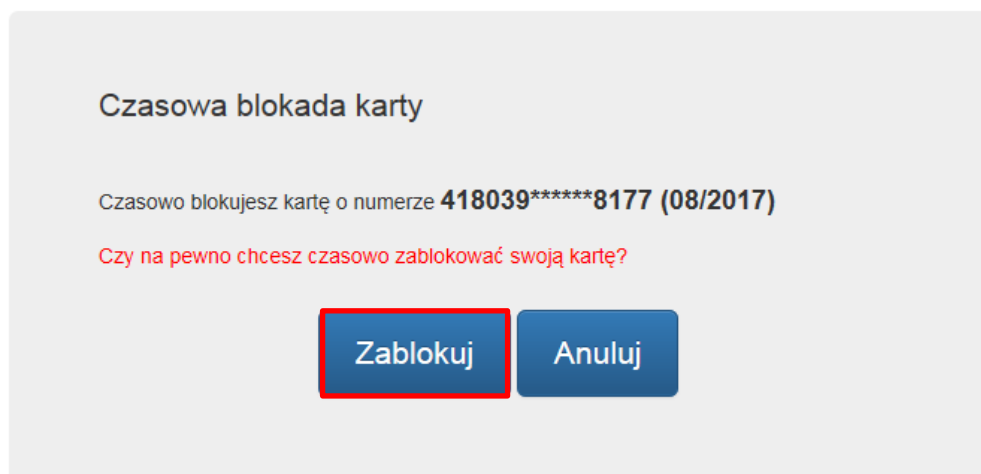 Czasowa blokada karty
Czasowo blokujesz kartę o numerze 418039******8177 (08/2017)
Czy na pewno chcesz czasowo zablokować swoją kartę?
Zablokuj Anuluj